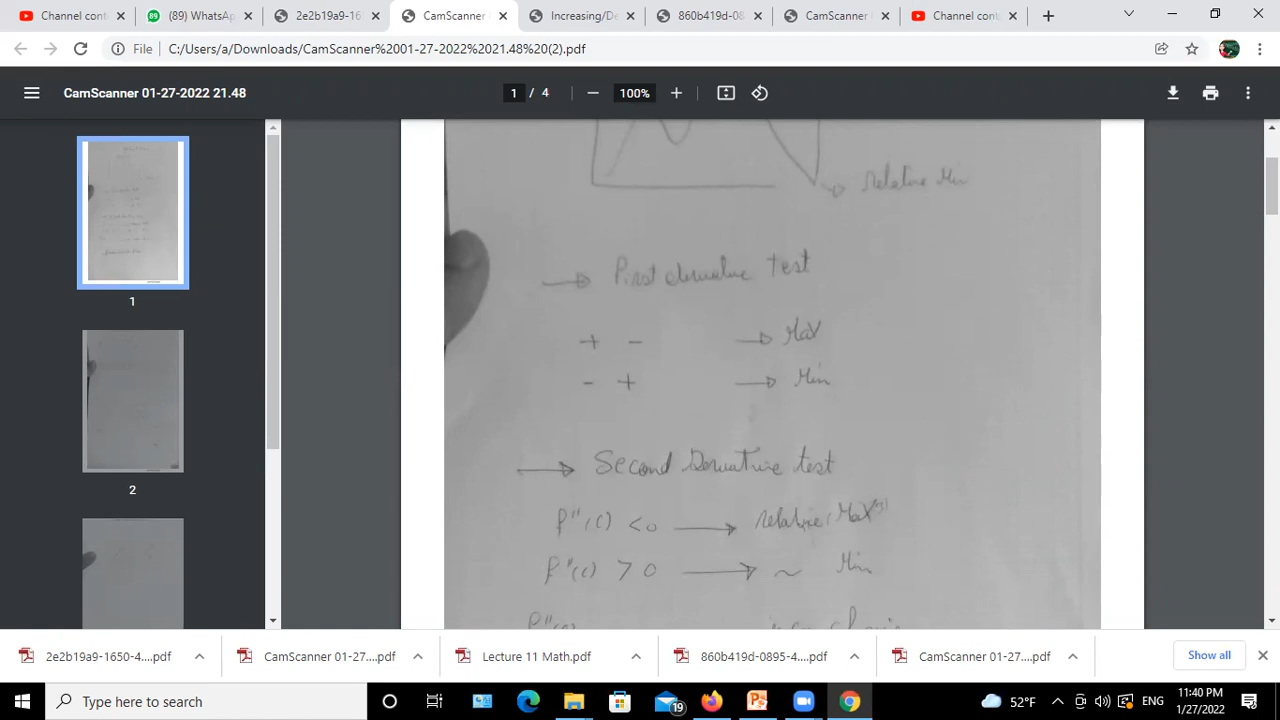 (89) WhatsA
2e2b19a9-16
CamScanner
Increasing/De
860b419d-08
CamScanner
Channel cont
File C:/Users/a/Downloads/CamScanner%2001-27-2022%2021.48%20(2).pdf
CamScanner 01-27-2022 21.48
1 / 4
100%
relative Min
First derivative test
+ - → Max
- + → Min
Second Derivative test
f''(c) < 0 → relative Max
f''(c) > 0 → ~ Min
1
2
2e2b19a9-1650-4....pdf
CamScanner 01-27....pdf
Lecture 11 Math.pdf
860b419d-0895-4....pdf
CamScanner 01-27....pdf
Show all
Type here to search
19
52°F
ENG
11:40 PM
1/27/2022